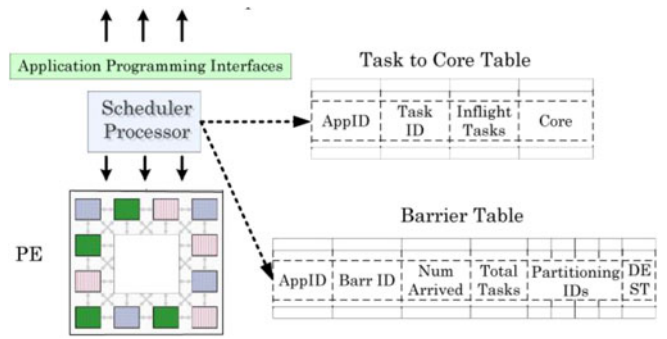 Application Programming Interfaces
Scheduler
Processor
PE
Task to Core Table
AppID
Task
ID
Inflight
Tasks
Core
Barrier Table
AppID
Barr ID
Num
Arrived
Total
Tasks
Partitioning
IDs
DE
ST